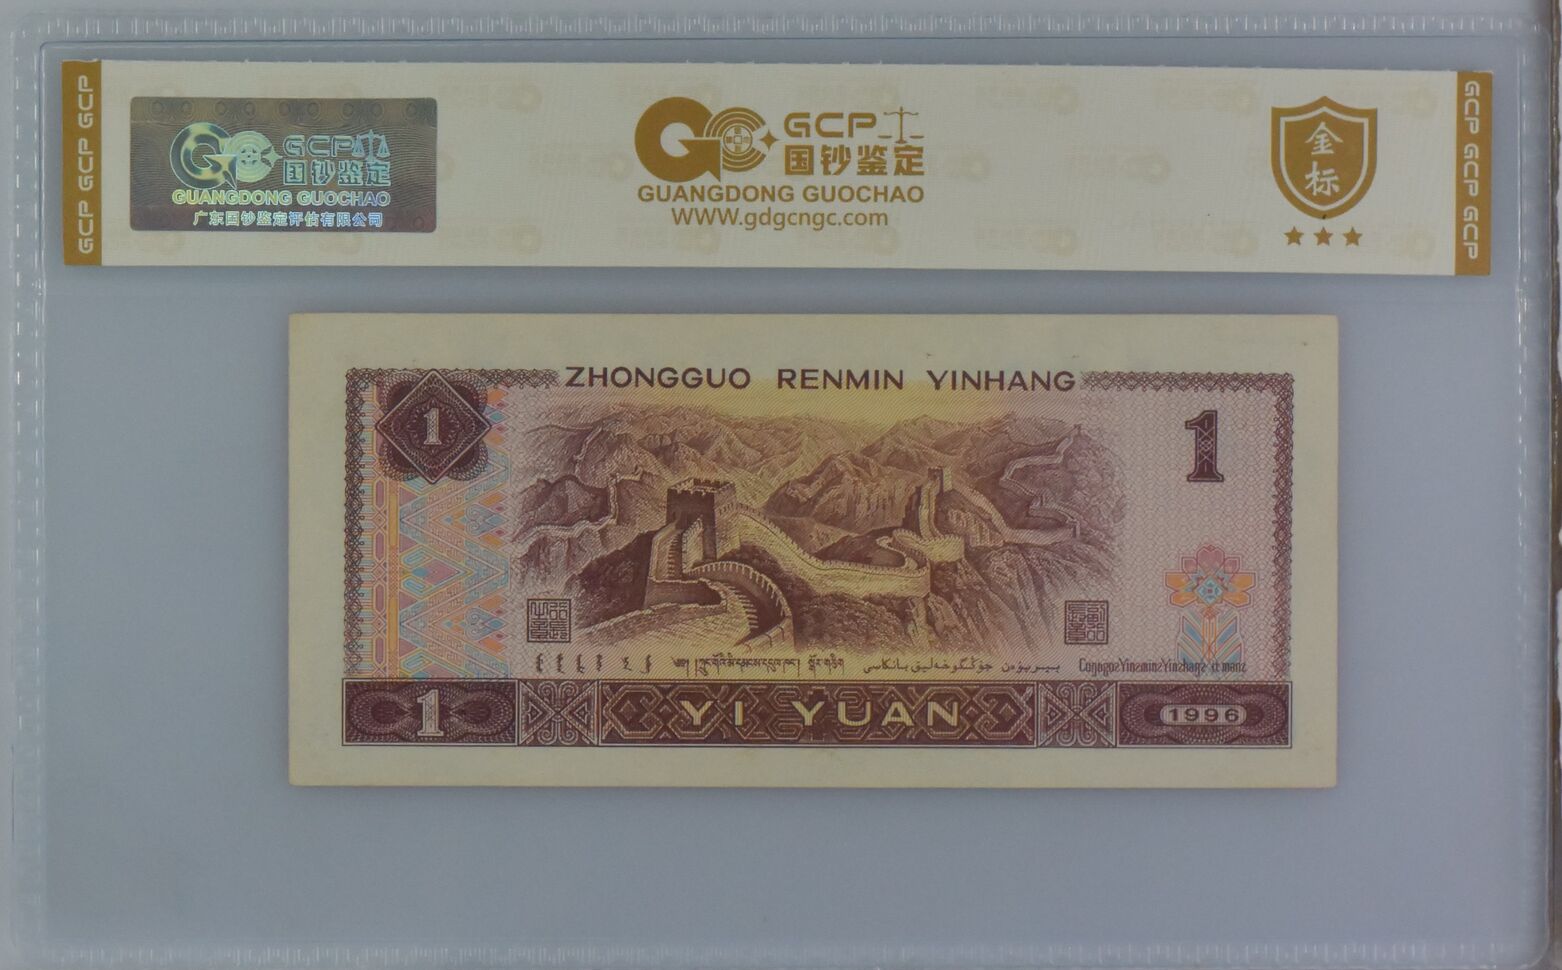 GCP GCP GCP
GCP
国钞鉴定
GUANGDONG GUOCHAO
广东国钞鉴定评估有限公司
GCP
国钞鉴定
GUANGDONG GUOCHAO
WWW.gdgcngc.com
金
标
GCP GCP GCP
ZHONGGUO RENMIN YINHANG
1
1
1
YI YUAN
1996